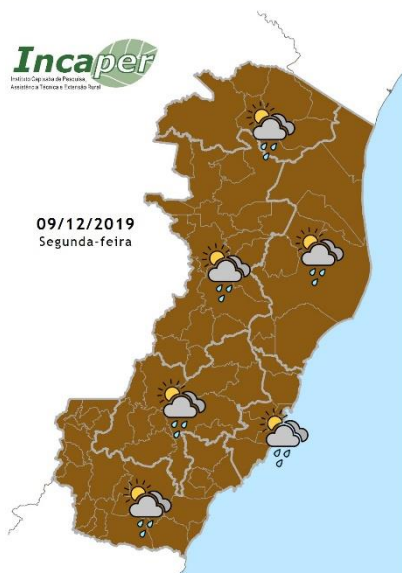 Incaper
Instituto Capixaba de Pesquisa,
Assistência Técnica e Extensão Rural
09/12/2019
Segunda-feira